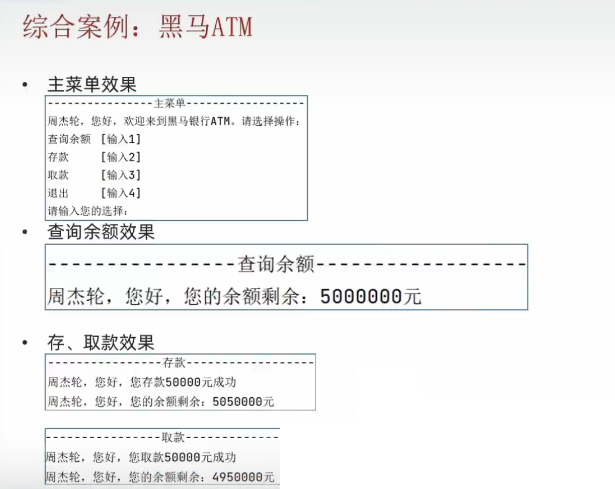 综合案例：黑马ATM
• 主菜单效果
----------------主菜单------------------
周杰轮，您好，欢迎来到黑马银行ATM。请选择操作：
查询余额 [输入1]
存款 [输入2]
取款 [输入3]
退出 [输入4]
请输入您的选择：
• 查询余额效果
----------------查询余额------------------
周杰轮，您好，您的余额剩余：5000000元
• 存、取款效果
-----------------存款-------------------
周杰轮，您好，您存款50000元成功
周杰轮，您好，您的余额剩余：5050000元
-----------------取款--------------
周杰轮，您好，您取款50000元成功
周杰轮，您好，您的余额剩余：4950000元